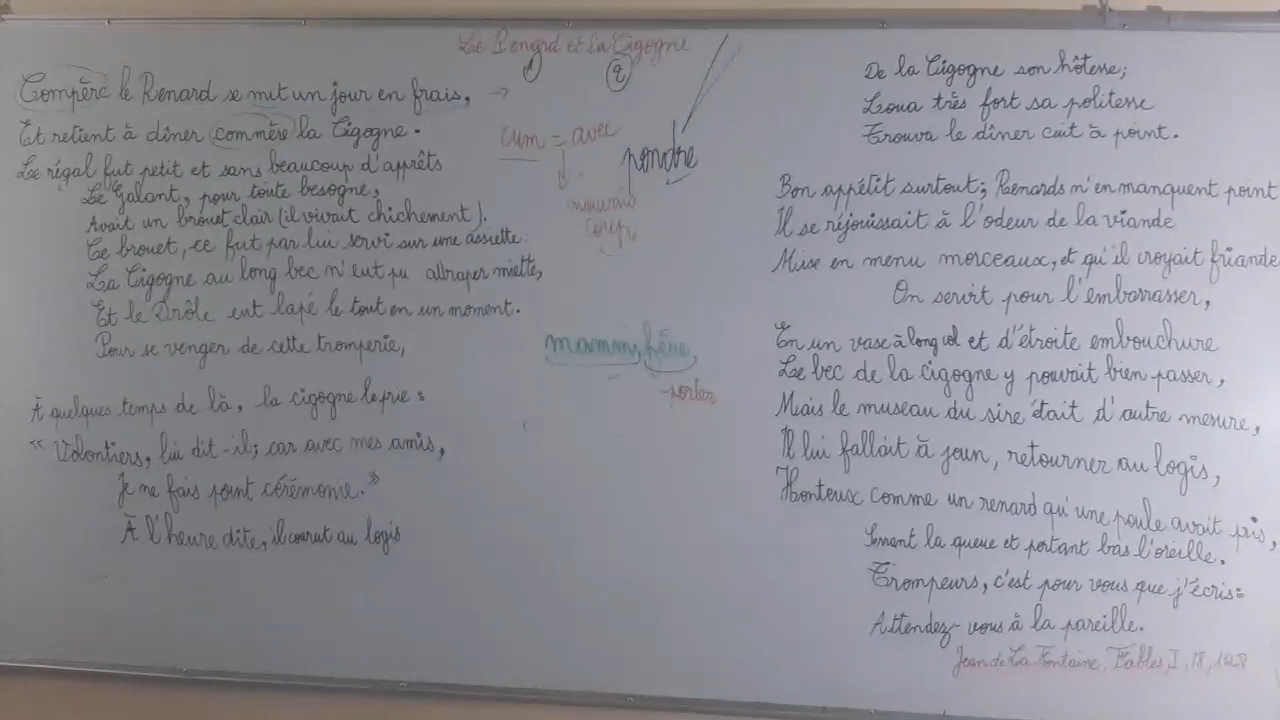 Le Renard et la Cigogne
1
2
Compère le Renard se mit un jour en frais,
Et retient à dîner commère la Cigogne.
Le régal fut petit et sans beaucoup d'apprêts
Le Galant, pour toute besogne,
Avait un brouet clair (il vivait chichement).
Ce brouet, ce fut par lui servi sur une assiette
La Cigogne au long bec n'eut pu attraper miette,
Et le Drôle eut lapé le tout en un moment.
Pour se venger de cette tromperie,
À quelques temps de là, la cigogne le prie :
« Volontiers, lui dit-il; car avec mes amis,
Je ne fais point cérémonie. »
À l'heure dite, il courut au logis
cum = avec
pondre
mammifère
porter
De la Cigogne son hôtesse;
Loua très fort sa politesse
Trouva le dîner cuit à point.
Bon appétit surtout; Renards n'en manquent point
Il se réjouissait à l'odeur de la viande
Mise en menu morceaux, et qu'il croyait friande
On servit pour l'embarrasser,
En un vase à long col et d'étroite embouchure
Le bec de la cigogne y pouvait bien passer,
Mais le museau du sire était d'autre mesure,
Il lui fallait à jeun, retourner au logis,
Honteux comme un renard qu'une poule avait pris,
Serrant la queue et portant bas l'oreille.
Trompeurs, c'est pour vous que j'écris:
Attendez-vous à la pareille.
Jean de La Fontaine, Fables, I, 18,